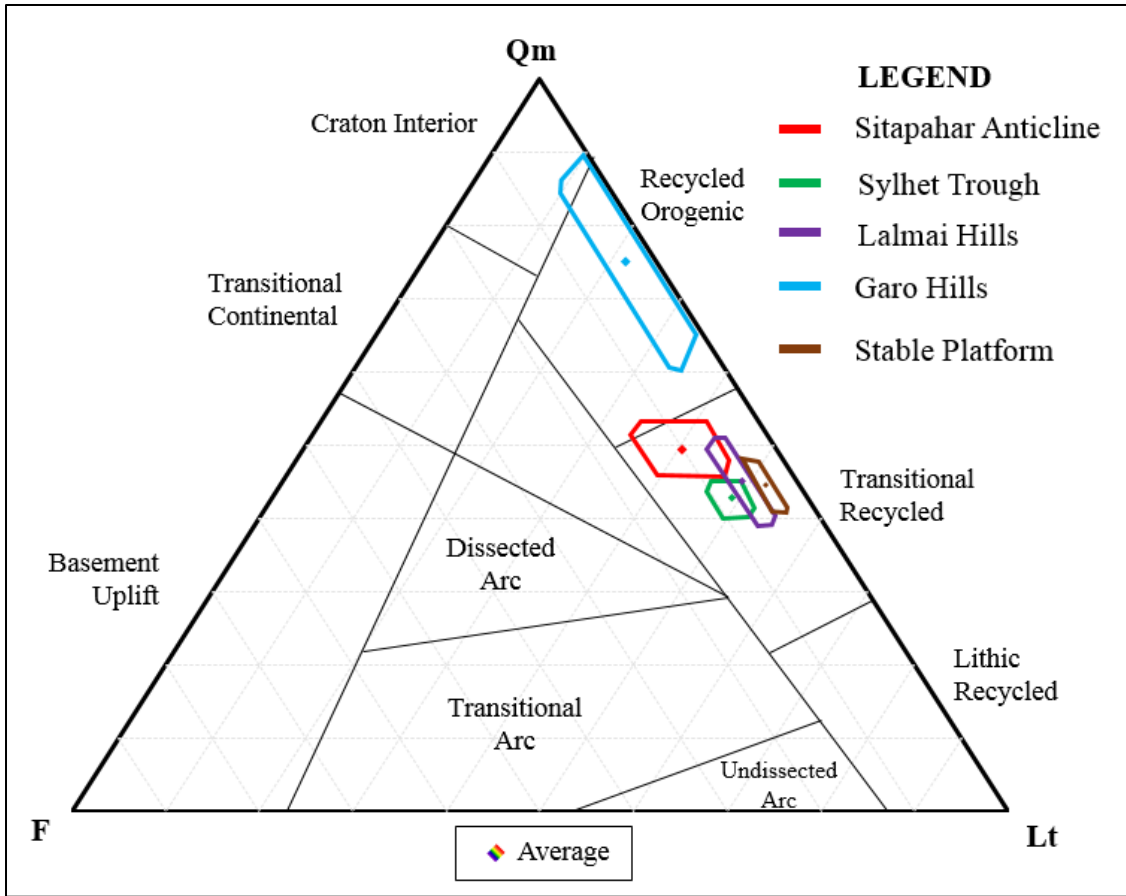 Qm
Craton Interior
LEGEND
Sitapahar Anticline
Sylhet Trough
Lalmai Hills
Garo Hills
Stable Platform
Recycled
Orogenic
Transitional
Continental
Transitional
Recycled
Dissected
Arc
Basement
Uplift
Lithic
Recycled
Transitional
Arc
Undissected
Arc
F
Lt
Average